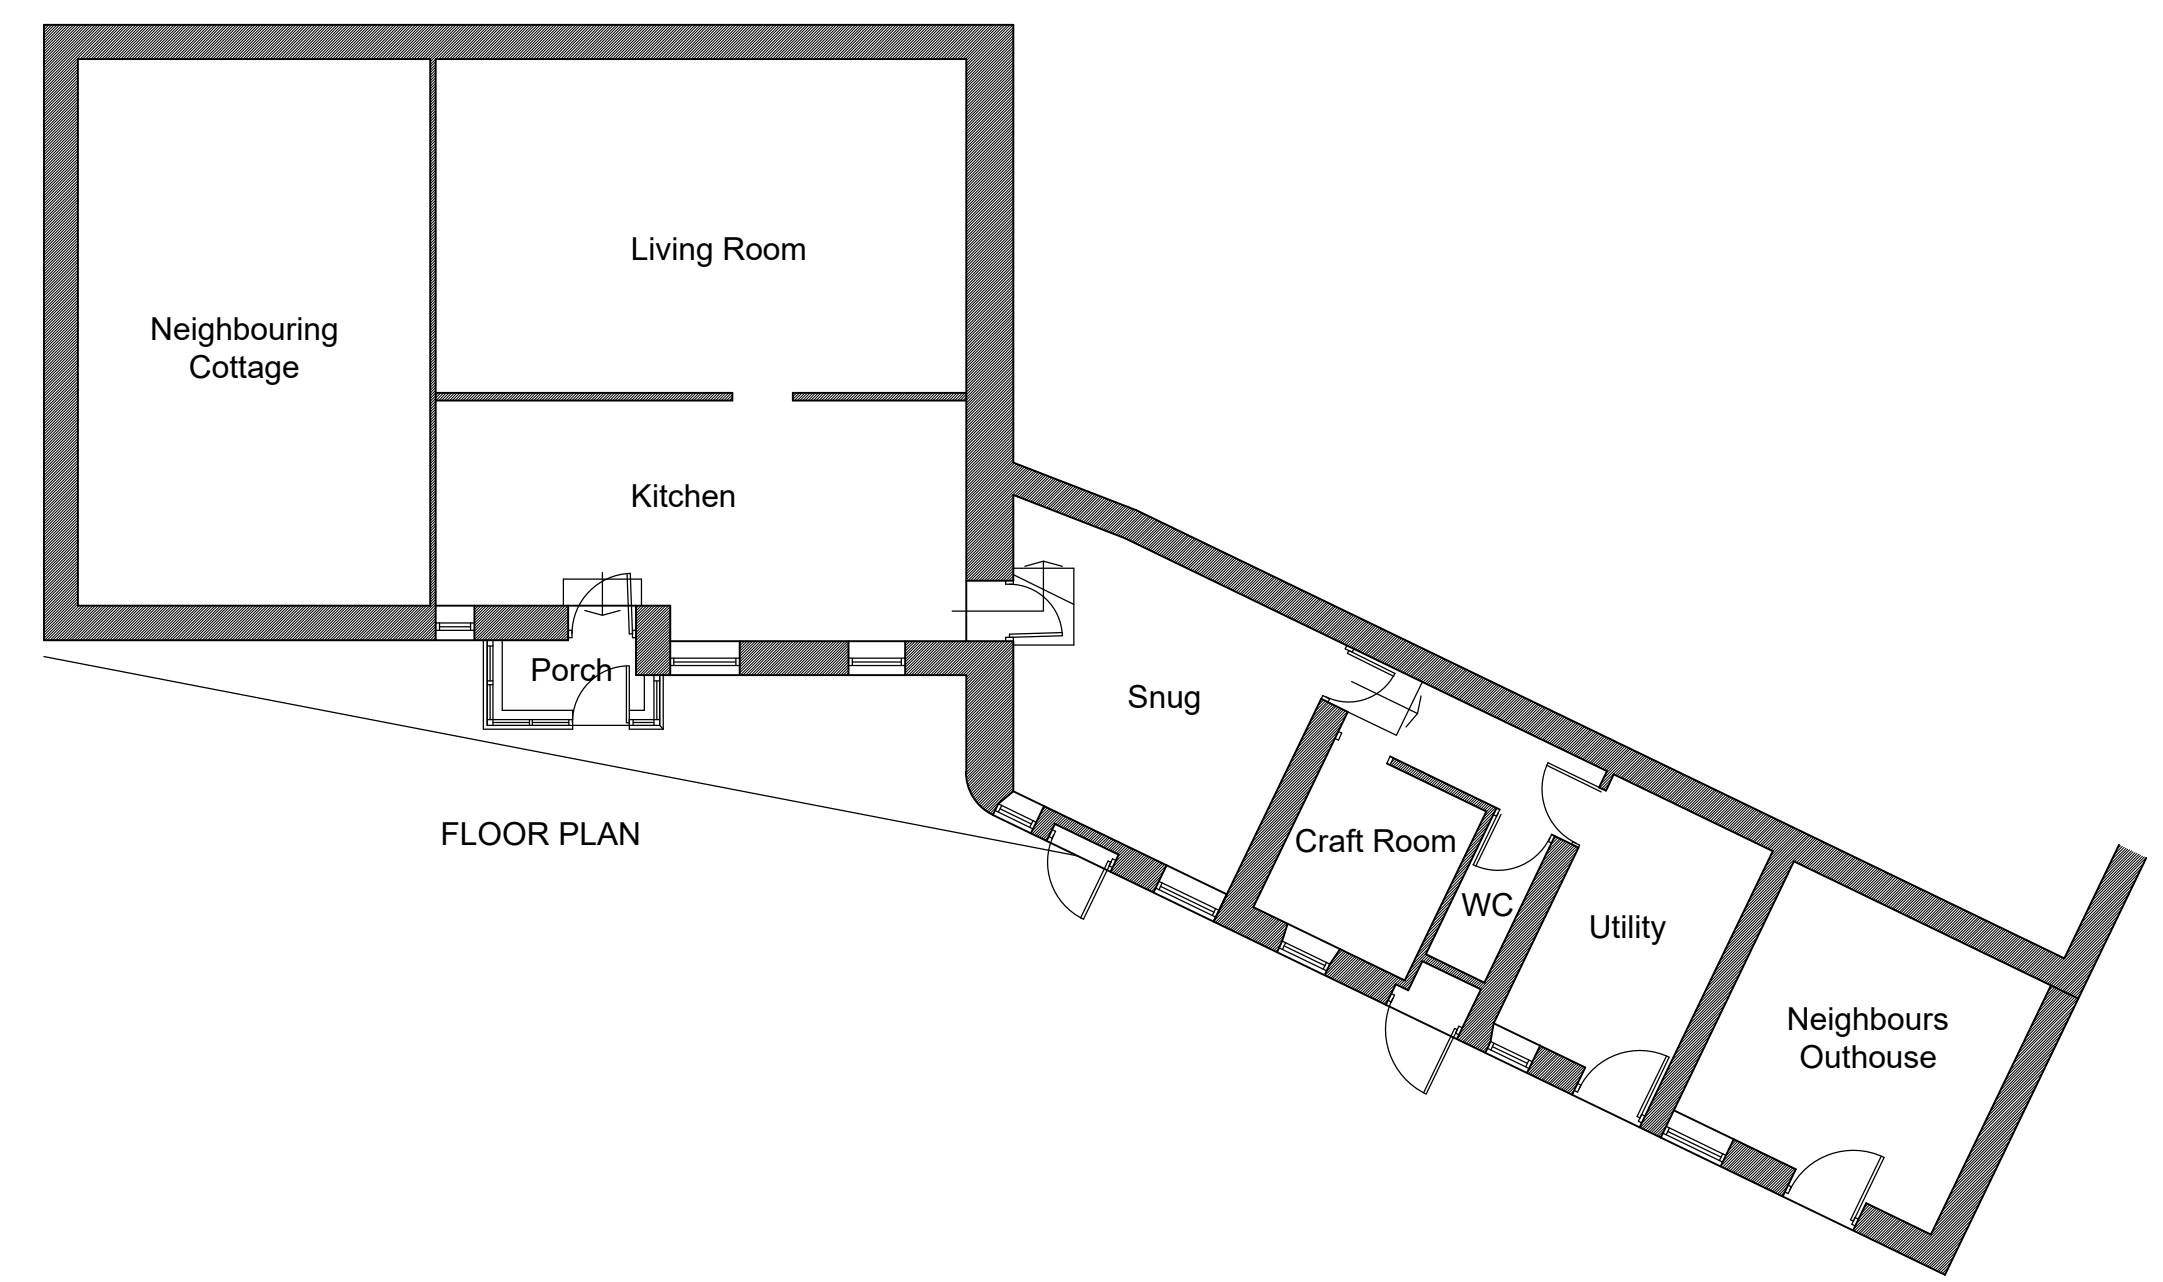 Living Room
Neighbouring
Cottage
Kitchen
Porch
Snug
FLOOR PLAN
Craft Room
WC
Utility
Neighbours
Outhouse